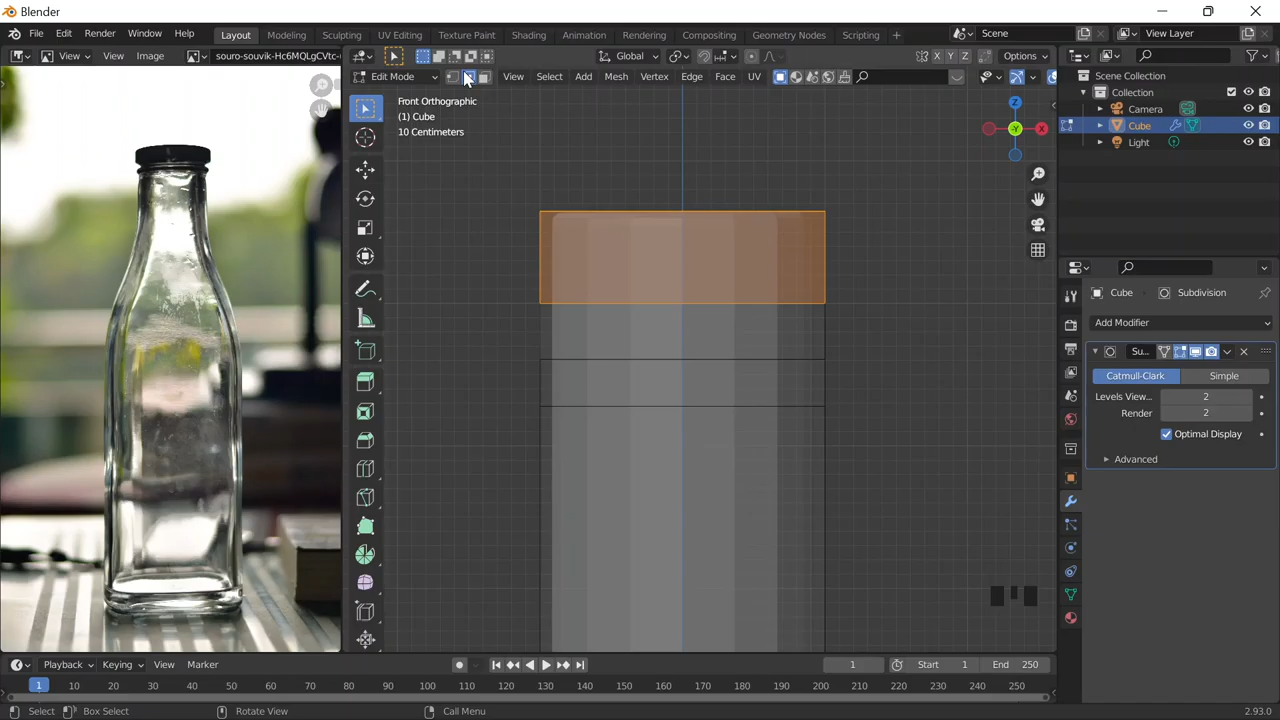 Blender
File Edit Render Window Help Layout Modeling Sculpting UV Editing Texture Paint Shading Animation Rendering Compositing Geometry Nodes Scripting + Scene View Layer
View View Image souro-souvik-Hc6MQLgCVtc- Global X Y Z Options
Edit Mode View Select Add Mesh Vertex Edge Face UV
Scene Collection
Collection
Camera
Cube
Light
Front Orthographic
(1) Cube
10 Centimeters
Z
-Y X
Cube Subdivision
Add Modifier
Su...
Catmull-Clark Simple
Levels View... 2
Render 2
Optimal Display
Advanced
Playback Keying View Marker 1 Start 1 End 250
1 10 20 30 40 50 60 70 80 90 100 110 120 130 140 150 160 170 180 190 200 210 220 230 240 250
Select Box Select Rotate View Call Menu 2.93.0